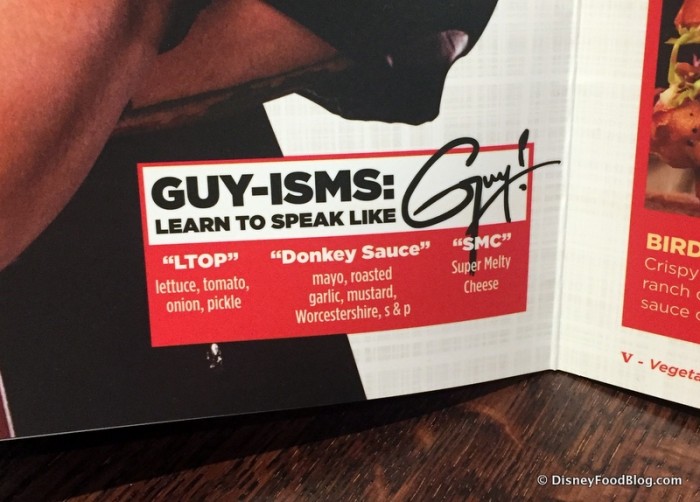 GUY-ISMS:
LEARN TO SPEAK LIKE Guy!
"LTOP"
lettuce, tomato,
onion, pickle
"Donkey Sauce"
mayo, roasted
garlic, mustard,
Worcestershire, s & p
"SMC"
Super Melty
Cheese
BIRD
Crispy
ranch
sauce
V - Vegeta
© DisneyFoodBlog.com